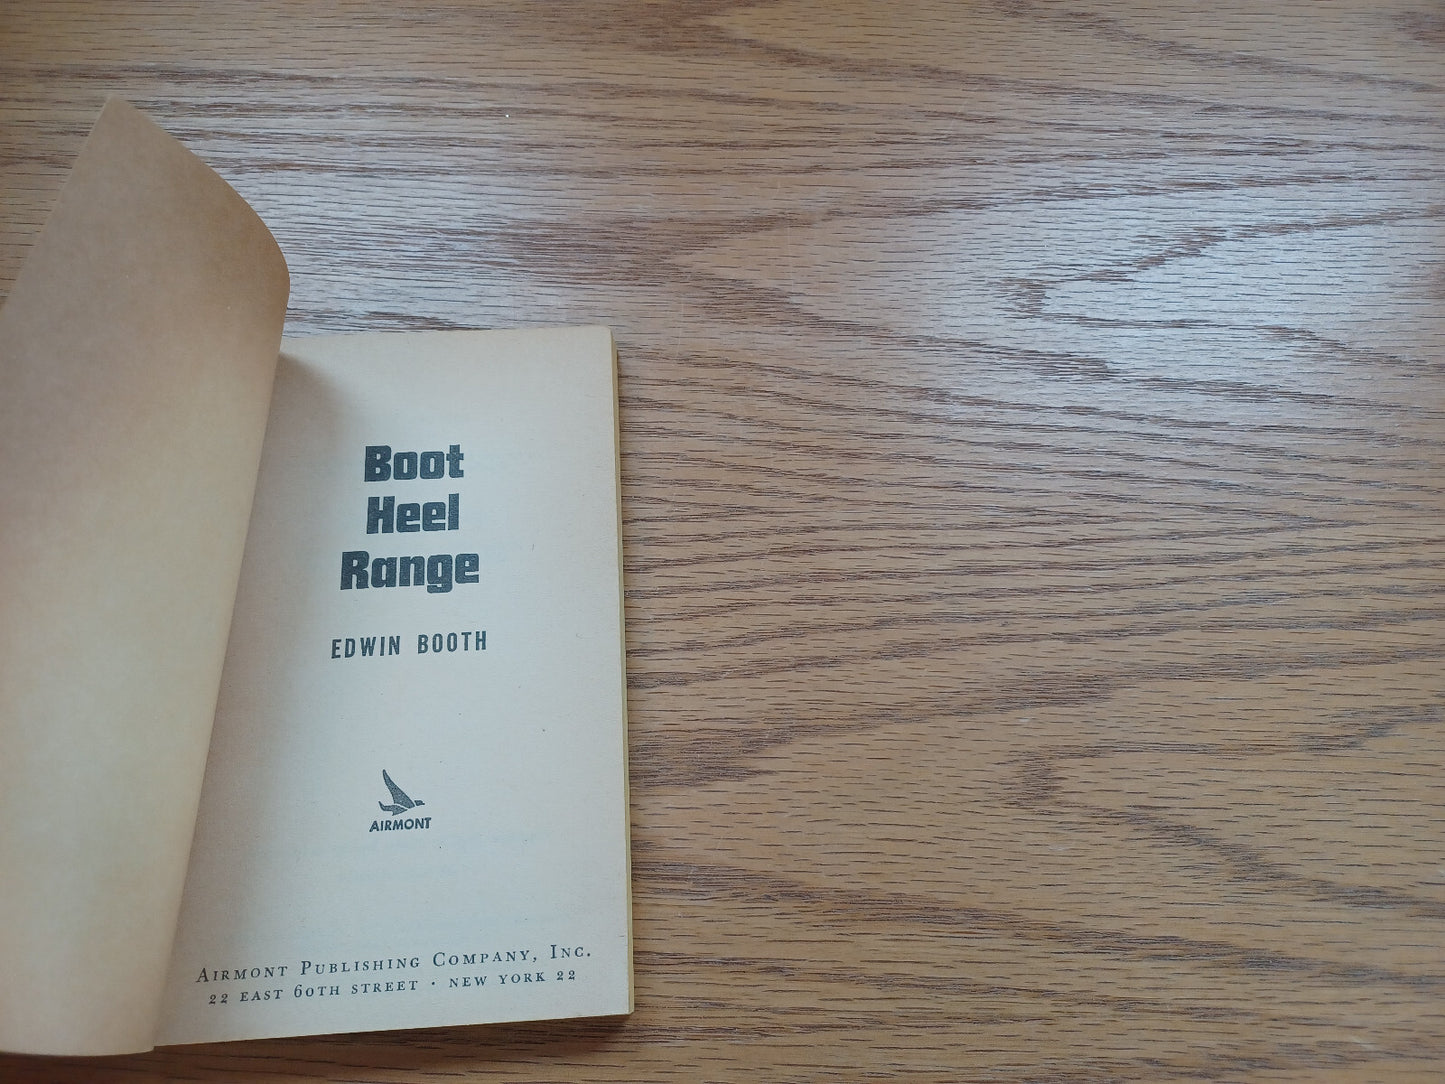 Boot
Heel
Range
EDWIN BOOTH
AIRMONT
AIRMONT PUBLISHING COMPANY, INC.
22 EAST 60TH STREET · NEW YORK 22